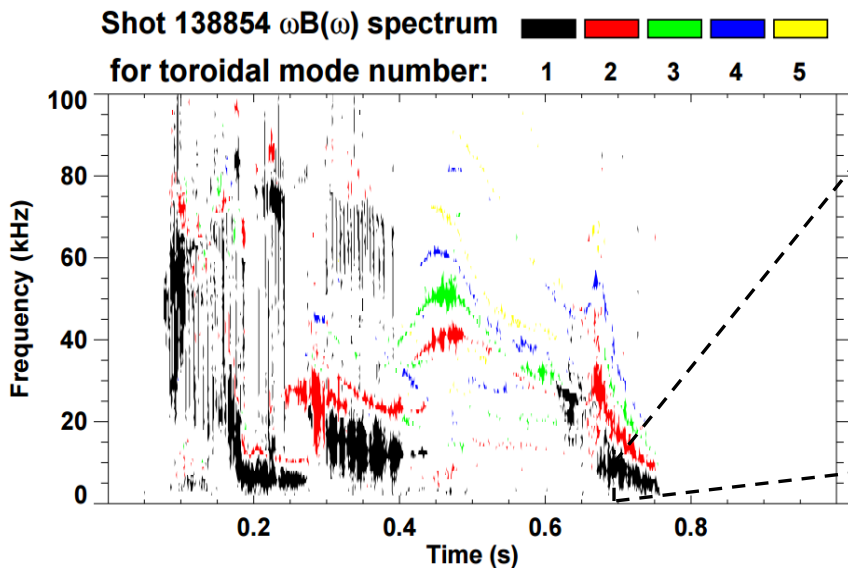 Shot 138854 ωB(ω) spectrum
for toroidal mode number: 1 2 3 4 5
100
80
60
40
20
0
Frequency (kHz)
0.2 0.4 0.6 0.8
Time (s)